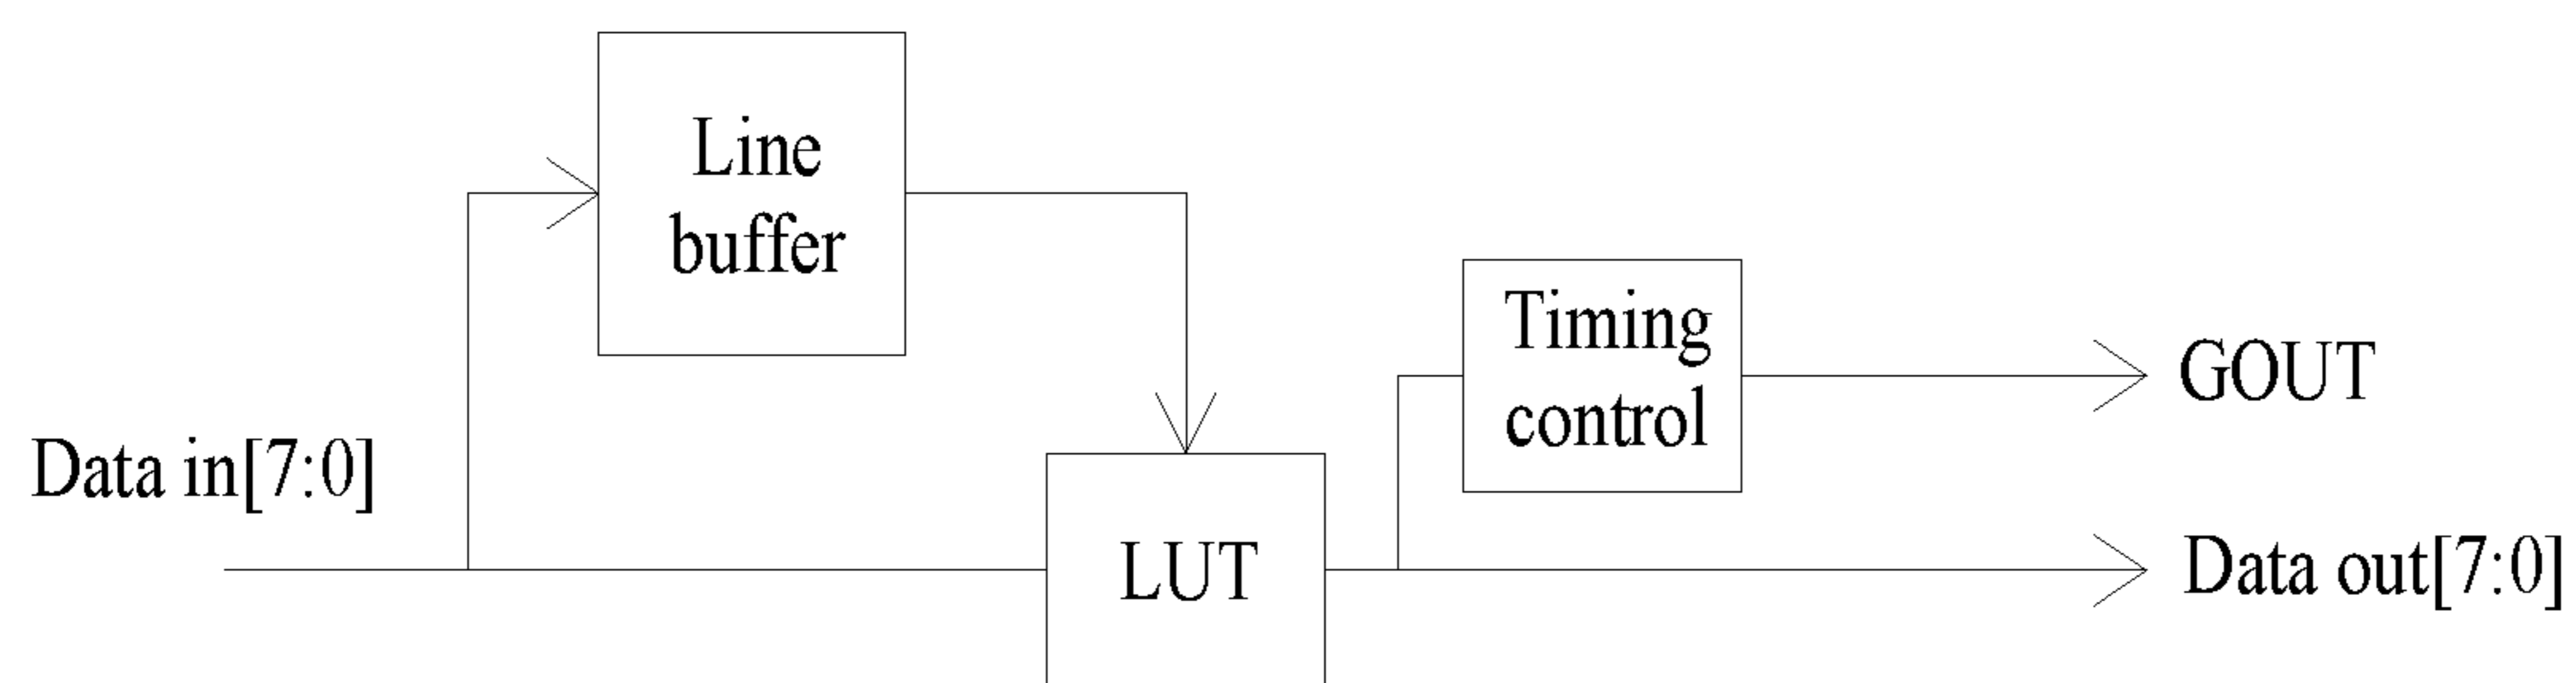 Line
buffer
Timing
control
GOUT
Data in[7:0]
LUT
Data out[7:0]